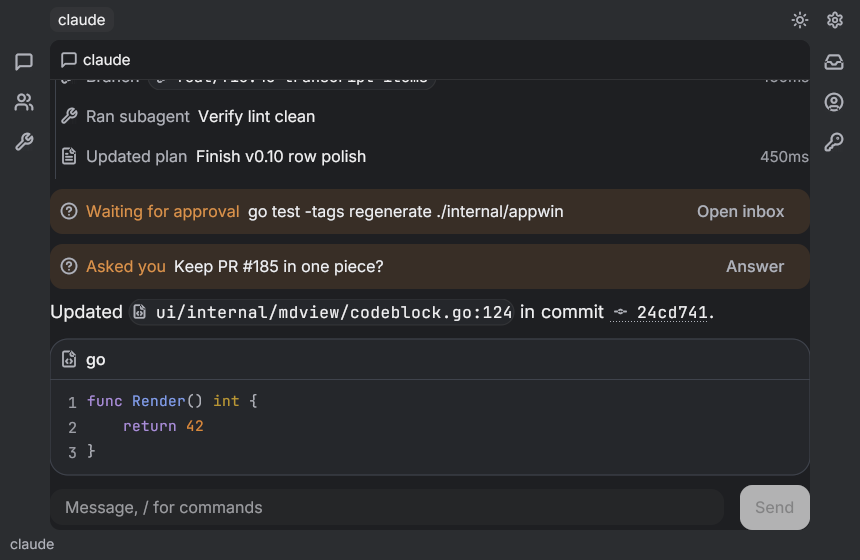 claude
claude
Ran subagent Verify lint clean
Updated plan Finish v0.10 row polish 450ms
Waiting for approval go test -tags regenerate ./internal/appwin Open inbox
Asked you Keep PR #185 in one piece? Answer
Updated ui/internal/mdview/codeblock.go:124 in commit 24cd741.
go
1 func Render() int {
2 return 42
3 }
Message, / for commands Send
claude